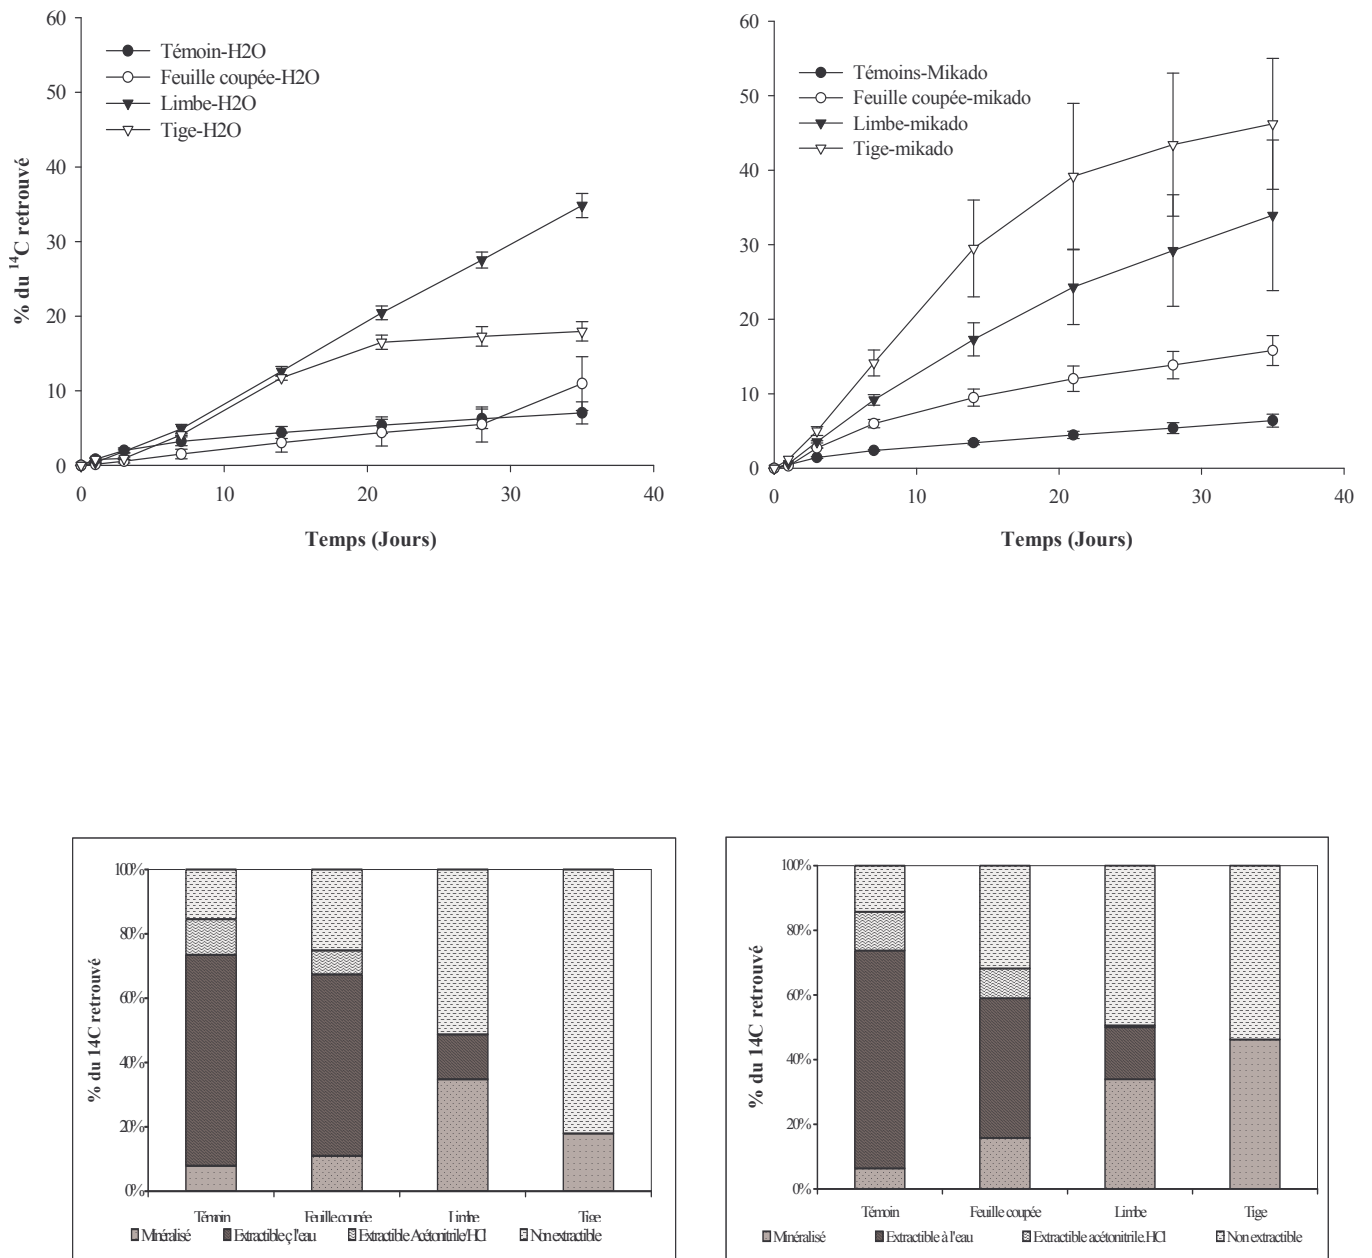 Témoin-H2O
Feuille coupée-H2O
Limbe-H2O
Tige-H2O
60
50
40
30
20
10
0
% du 14C retrouvé
0 10 20 30 40
Temps (Jours)
Témoins-Mikado
Feuille coupée-mikado
Limbe-mikado
Tige-mikado
60
50
40
30
20
10
0
0 10 20 30 40
Temps (Jours)
100%
80%
60%
40%
20%
0%
% du 14C retrouvé
Témoin Feuille coupée Limbe Tige
Minéralisé Extractible ç l'eau Extractible Acétonitrile/HCl Non extractible
100%
80%
60%
40%
20%
0%
% du 14C retrouvé
Témoin Feuille coupée Limbe Tige
Minéralisé Extractible à l'eau Extractible acétonitrile.HCl Non extractible